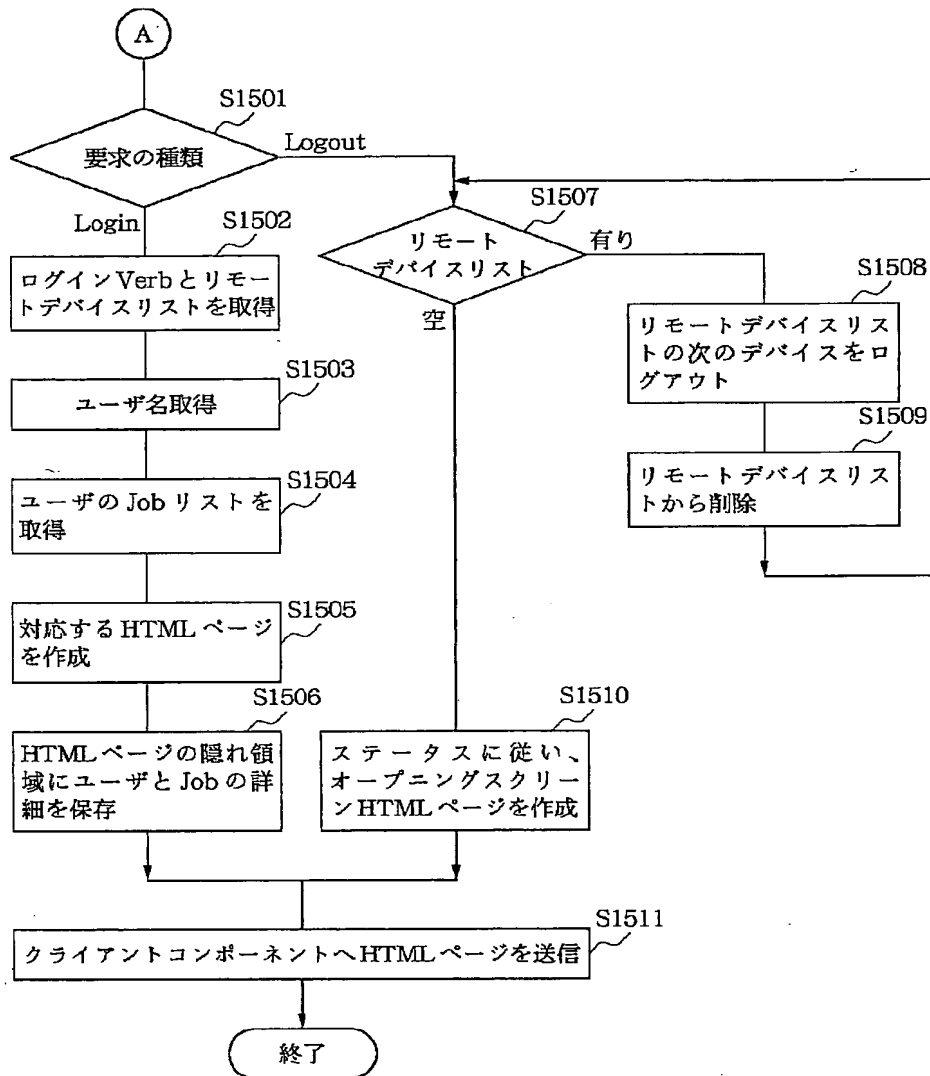 A
S1501
要求の種類
Logout
Login
S1502
ログインVerbとリモー
トデバイスリストを取得
S1503
ユーザ名取得
S1504
ユーザのJobリストを
取得
S1505
対応するHTMLページ
を作成
S1506
HTMLページの隠れ領
域にユーザとJobの詳
細を保存
S1507
リモート
デバイスリスト
有り
空
S1508
リモートデバイスリス
トの次のデバイスをロ
グアウト
S1509
リモートデバイスリス
トから削除
S1510
ステータスに従い、
オープニングスクリー
ンHTMLページを作成
S1511
クライアントコンポーネントへHTMLページを送信
終了